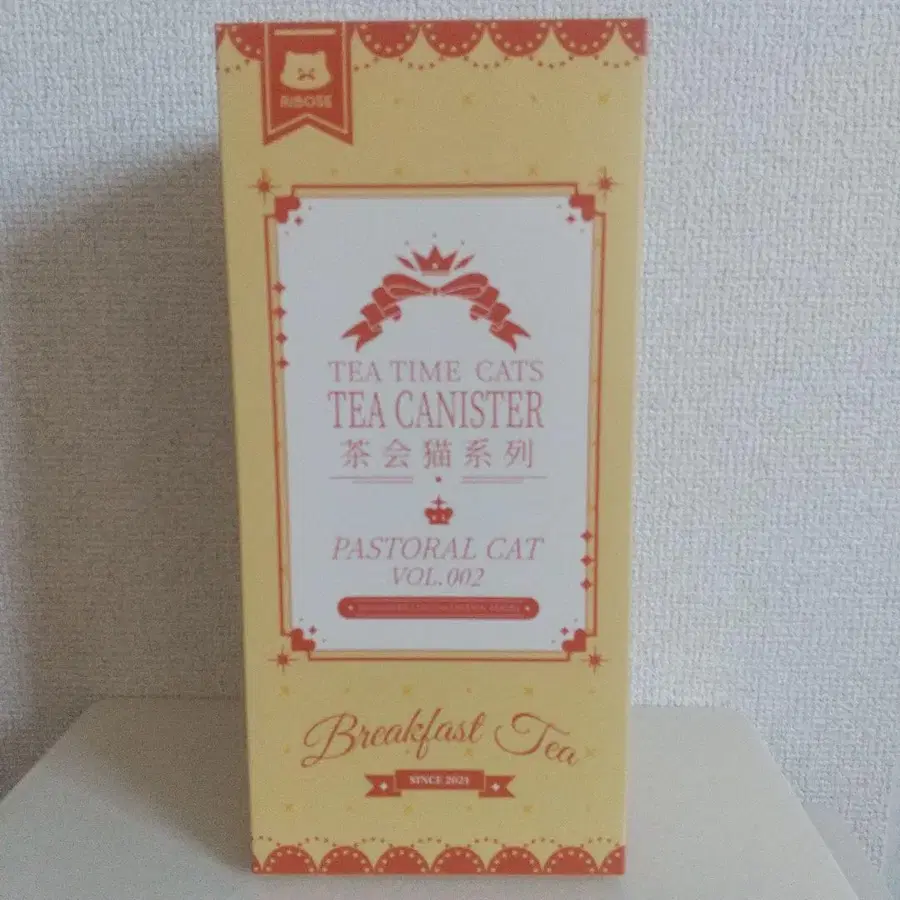 RIBOSE
TEA TIME CATS
TEA CANISTER
茶会猫系列
PASTORAL CAT
VOL.002
Breakfast Tea
SINCE 2021